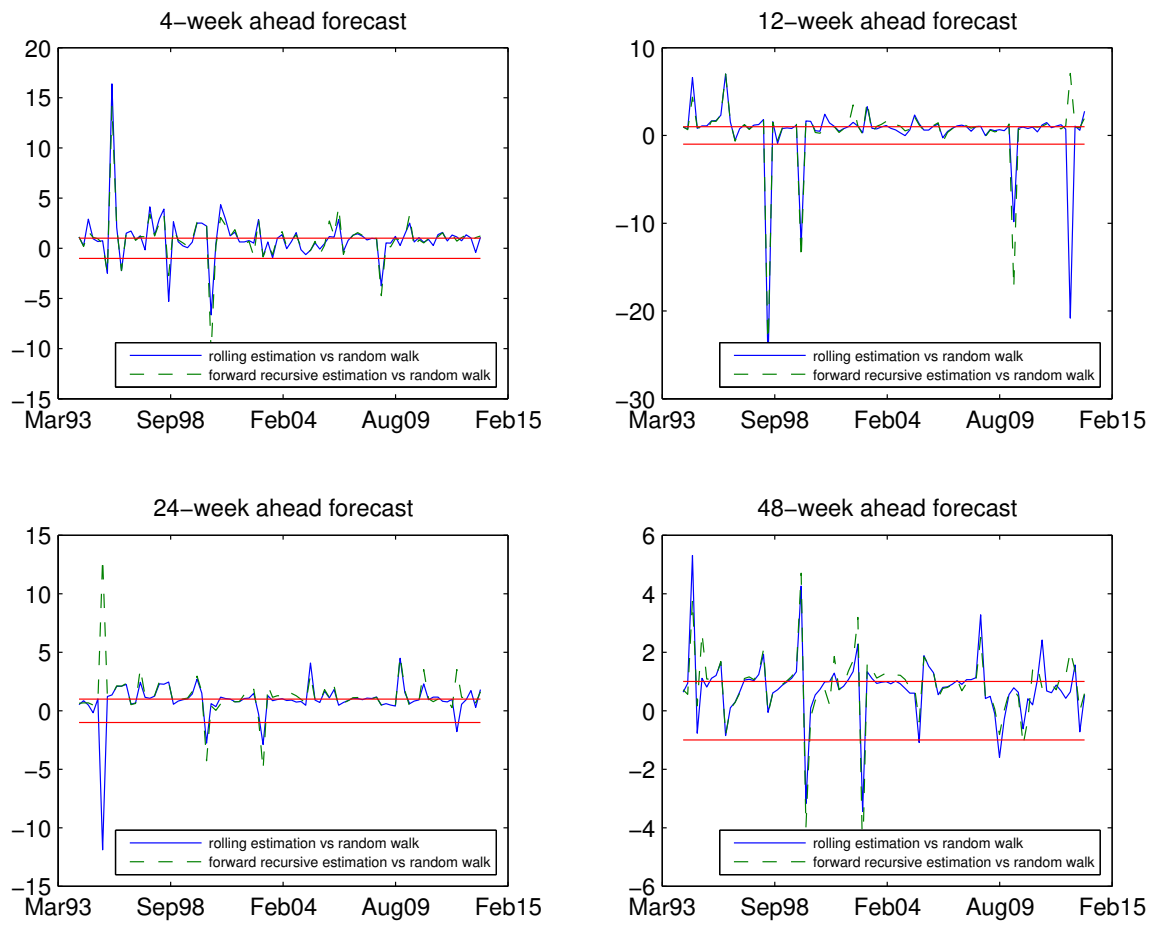 4−week ahead forecast
20
15
10
5
0
−5
−10
−15
Mar93 Sep98 Feb04 Aug09 Feb15
rolling estimation vs random walk
forward recursive estimation vs random walk
12−week ahead forecast
10
0
−10
−20
−30
Mar93 Sep98 Feb04 Aug09 Feb15
rolling estimation vs random walk
forward recursive estimation vs random walk
24−week ahead forecast
15
10
5
0
−5
−10
−15
Mar93 Sep98 Feb04 Aug09 Feb15
rolling estimation vs random walk
forward recursive estimation vs random walk
48−week ahead forecast
6
4
2
0
−2
−4
−6
Mar93 Sep98 Feb04 Aug09 Feb15
rolling estimation vs random walk
forward recursive estimation vs random walk